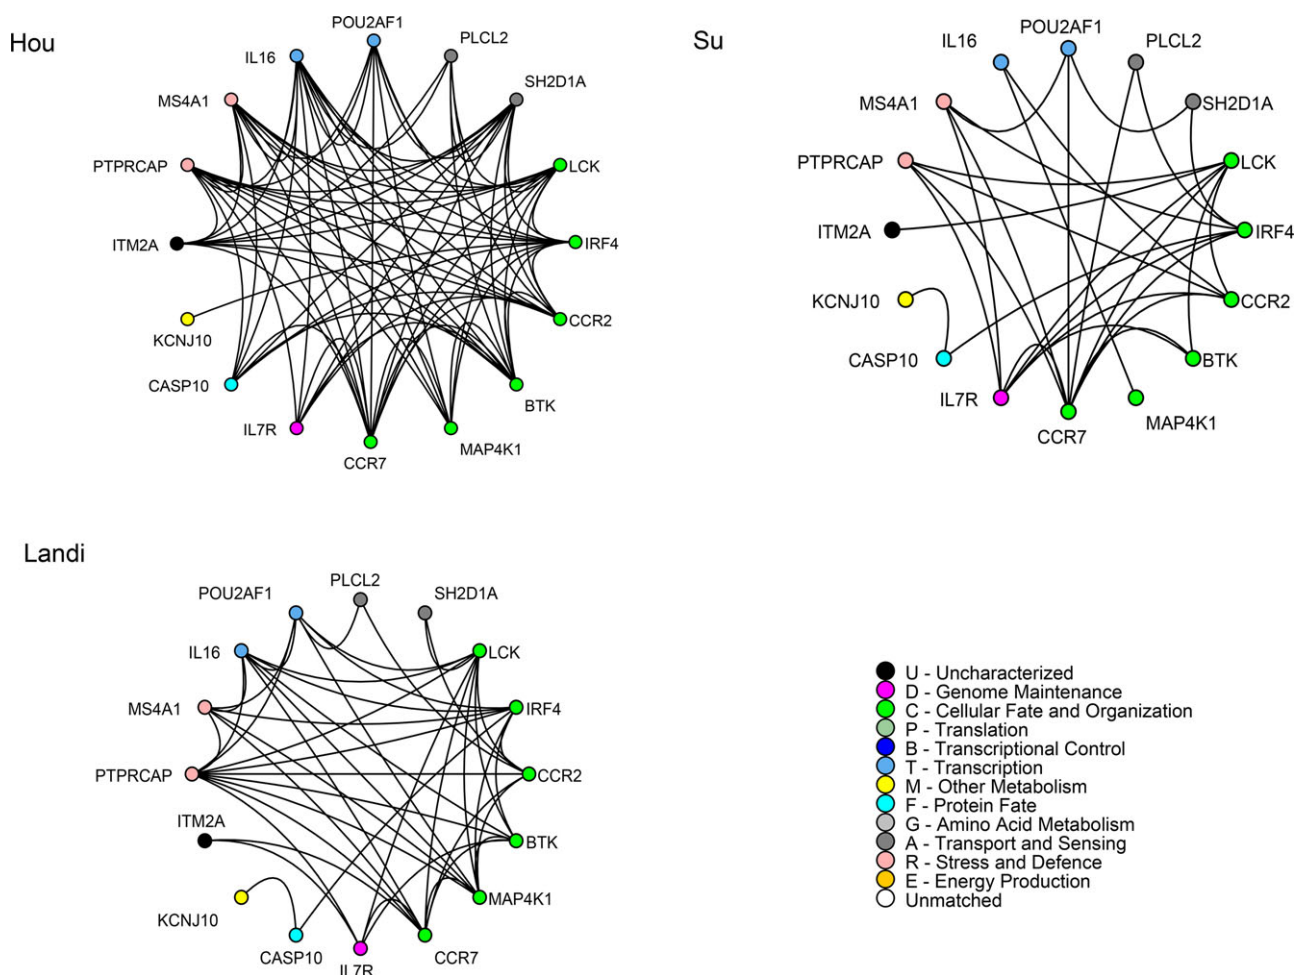 Hou
POU2AF1
PLCL2
IL16
SH2D1A
MS4A1
LCK
PTPRCAP
IRF4
ITM2A
CCR2
KCNJ10
BTK
CASP10
MAP4K1
IL7R
CCR7
Su
POU2AF1
PLCL2
IL16
SH2D1A
MS4A1
LCK
PTPRCAP
IRF4
ITM2A
CCR2
KCNJ10
BTK
CASP10
MAP4K1
IL7R
CCR7
Landi
PLCL2
SH2D1A
POU2AF1
IL16
LCK
MS4A1
IRF4
PTPRCAP
CCR2
ITM2A
BTK
MAP4K1
KCNJ10
CASP10
CCR7
IL7R
U - Uncharacterized
D - Genome Maintenance
C - Cellular Fate and Organization
P - Translation
B - Transcriptional Control
T - Transcription
M - Other Metabolism
F - Protein Fate
G - Amino Acid Metabolism
A - Transport and Sensing
R - Stress and Defence
E - Energy Production
Unmatched